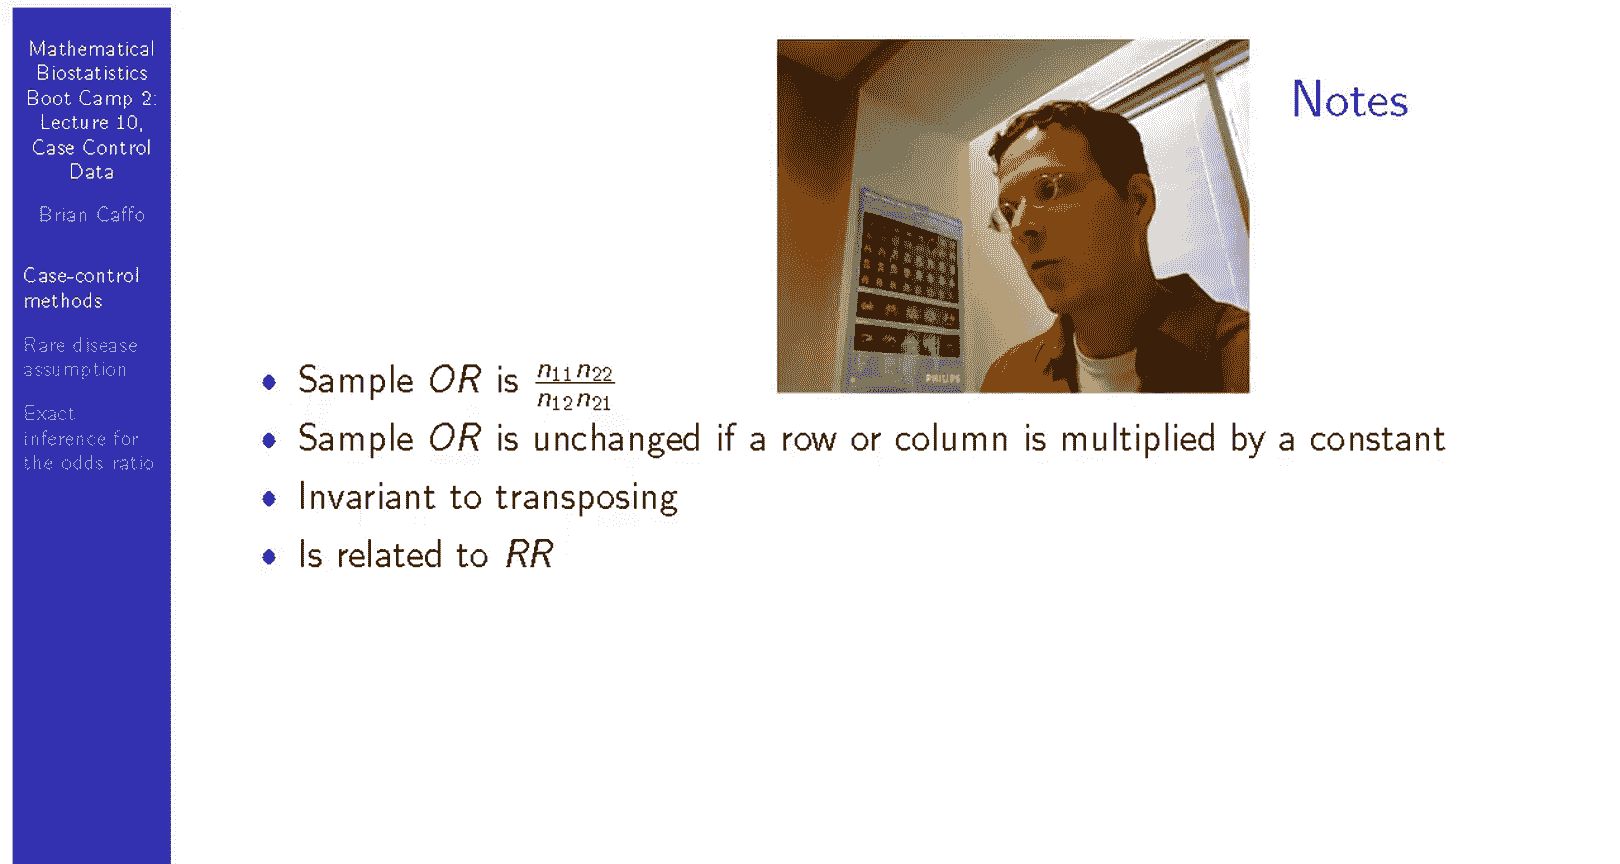 Mathematical
Biostatistics
Boot Camp 2:
Lecture 10,
Case Control
Data
Brian Caffo
Case-control
methods
Rare disease
assumption
Exact
inference for
the odds ratio
Notes
PHILIPS
• Sample OR is n₁₁n₂₂ / n₁₂n₂₁
• Sample OR is unchanged if a row or column is multiplied by a constant
• Invariant to transposing
• Is related to RR